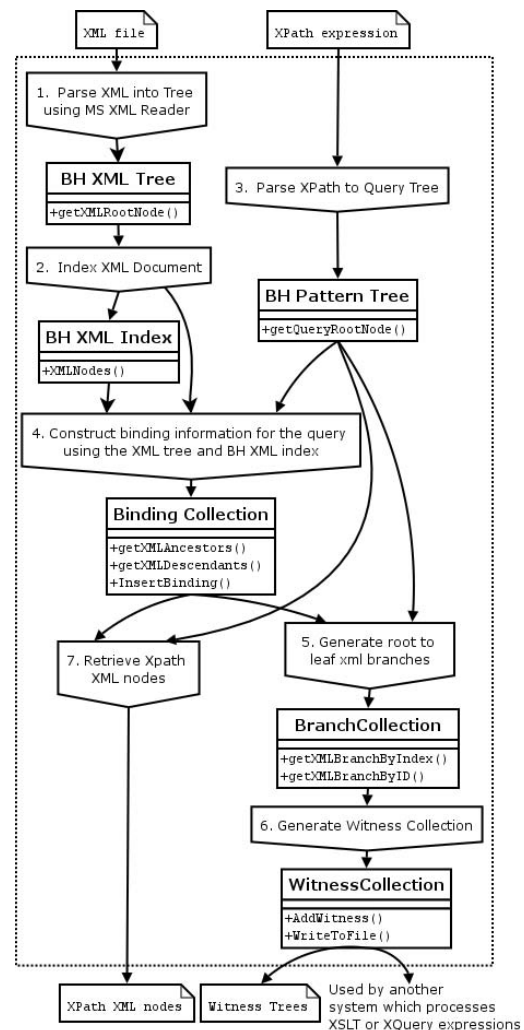 XML file
XPath expression
1. Parse XML into Tree
using MS XML Reader
BH XML Tree
+getXMLRootNode()
3. Parse XPath to Query Tree
2. Index XML Document
BH Pattern Tree
+getQueryRootNode()
BH XML Index
+XMLNodes()
4. Construct binding information for the query
using the XML tree and BH XML index
Binding Collection
+getXMLAncestors()
+getXMLDescendants()
+InsertBinding()
7. Retrieve Xpath
XML nodes
5. Generate root to
leaf xml branches
BranchCollection
+getXMLBranchByIndex()
+getXMLBranchByID()
6. Generate Witness Collection
WitnessCollection
+AddWitness()
+WriteToFile()
XPath XML nodes
Witness Trees
Used by another
system which processes
XSLT or XQuery expressions